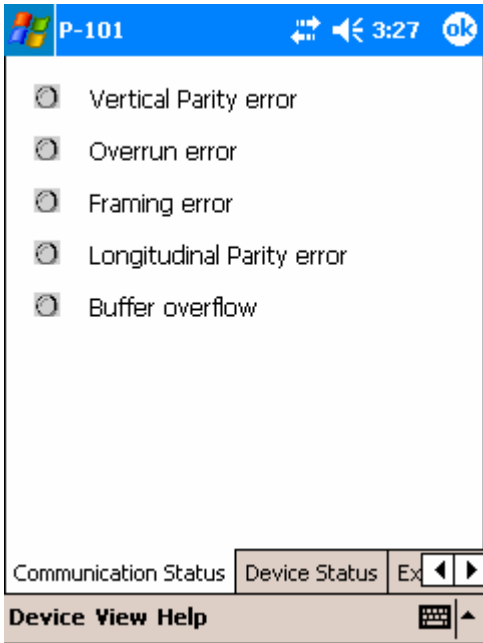 P-101 3:27 ok
Vertical Parity error
Overrun error
Framing error
Longitudinal Parity error
Buffer overflow
Communication Status Device Status Ex
Device View Help